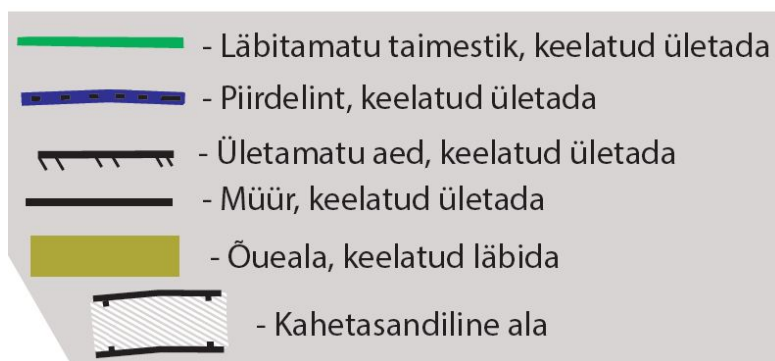 - Läbitamatu taimestik, keelatud ületada
- Piirdelint, keelatud ületada
- Ületamatu aed, keelatud ületada
- Müür, keelatud ületada
- Õueala, keelatud läbida
- Kahetasandiline ala